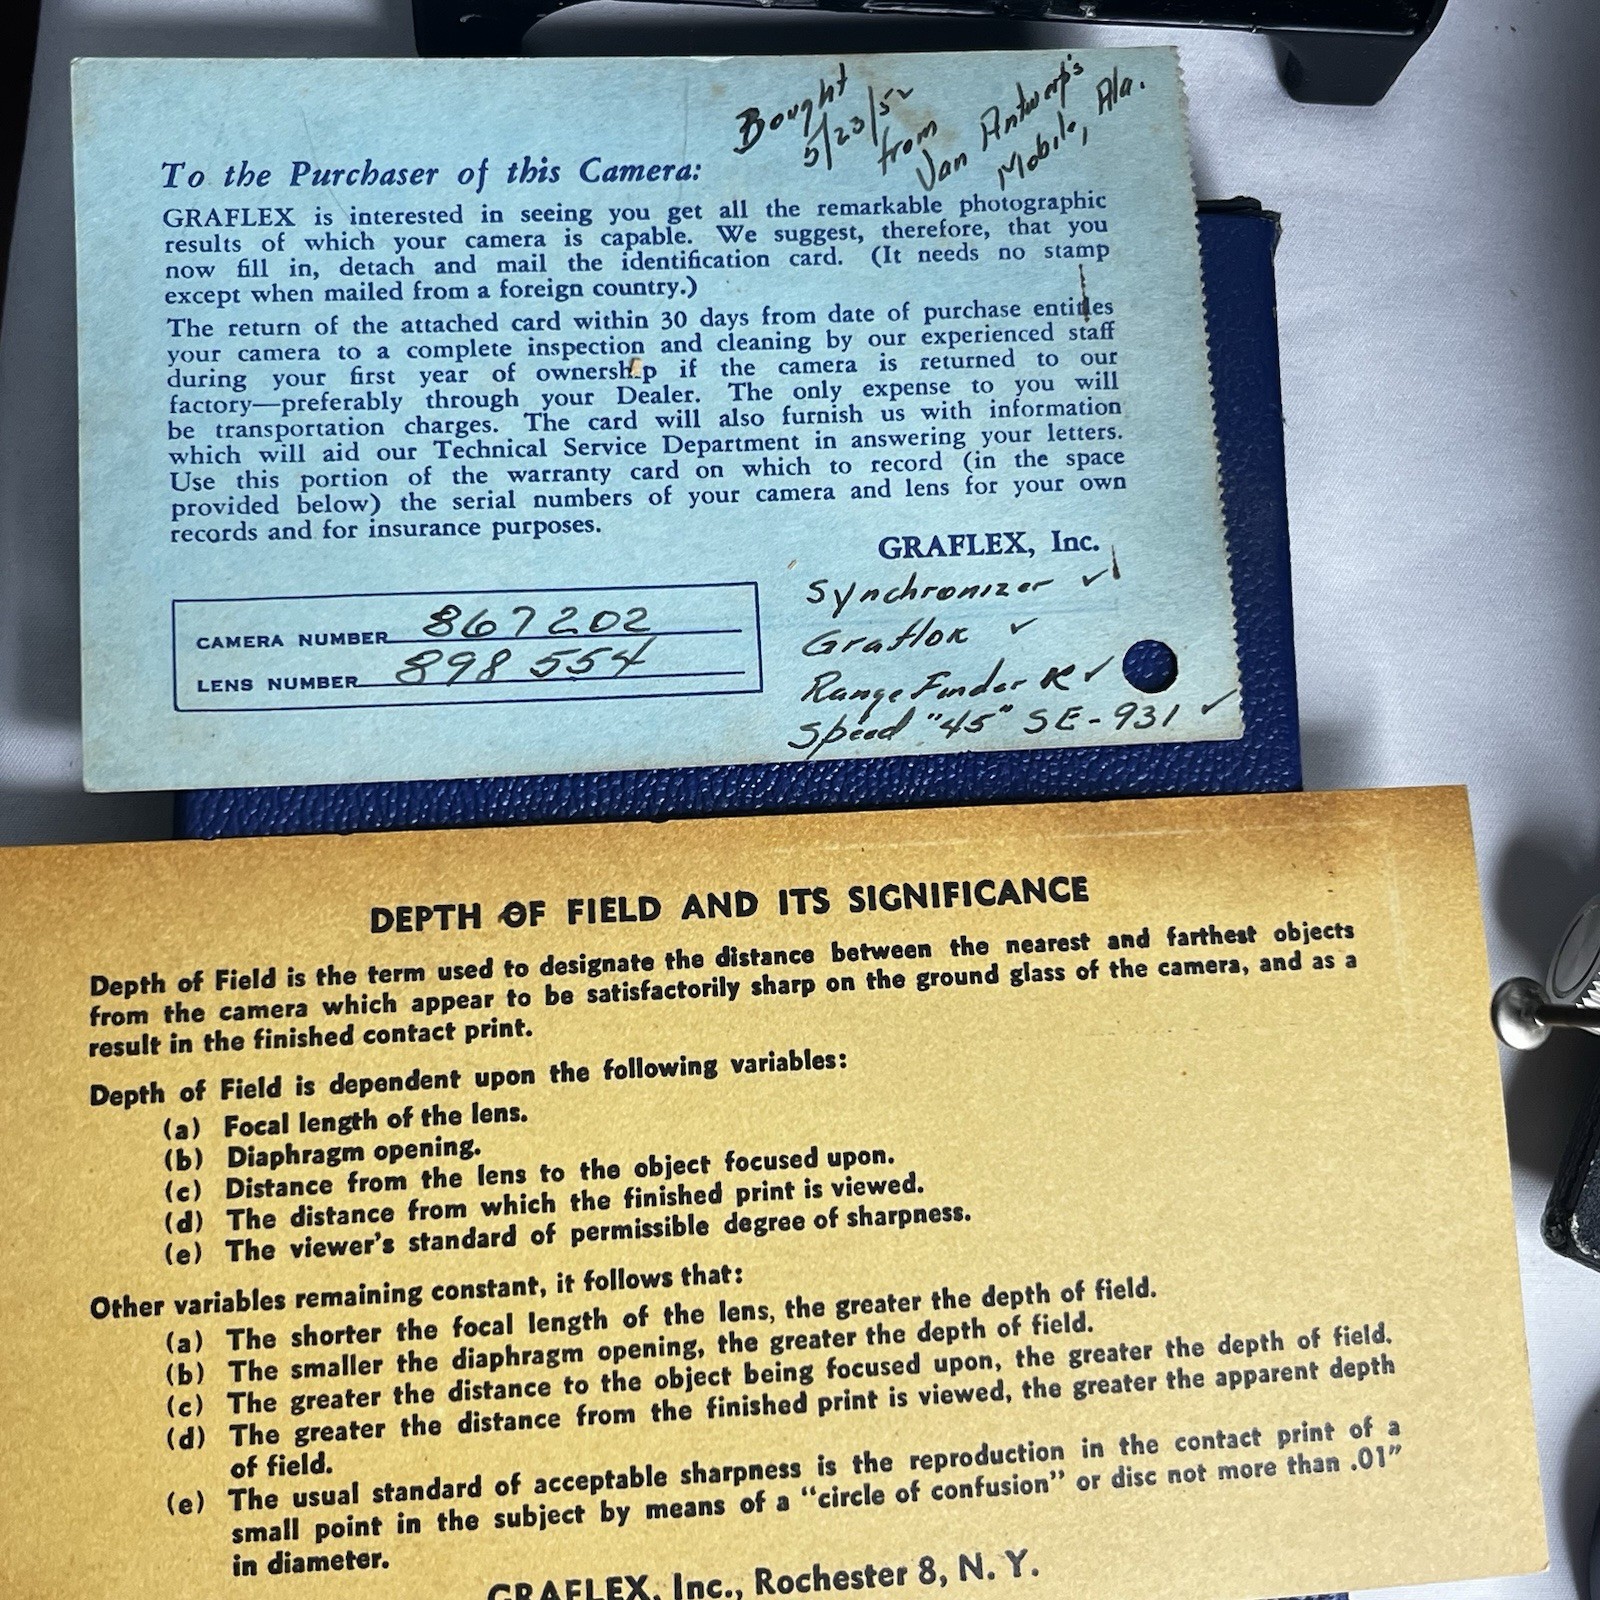 Bought
5/23/52
from
Van Antwerp's
Mobile, Ala.
To the Purchaser of this Camera:
GRAFLEX is interested in seeing you get all the remarkable photographic
results of which your camera is capable. We suggest, therefore, that you
now fill in, detach and mail the identification card. (It needs no stamp
except when mailed from a foreign country.)
The return of the attached card within 30 days from date of purchase entitles
your camera to a complete inspection and cleaning by our experienced staff
during your first year of ownership if the camera is returned to our
factory—preferably through your Dealer. The only expense to you will
be transportation charges. The card will also furnish us with information
which will aid our Technical Service Department in answering your letters.
Use this portion of the warranty card on which to record (in the space
provided below) the serial numbers of your camera and lens for your own
records and for insurance purposes.
GRAFLEX, Inc.
CAMERA NUMBER 867202
LENS NUMBER 898554
Synchronizer ✓
Graflok ✓
Range Finder K ✓
Speed "45" SE-931 ✓
DEPTH OF FIELD AND ITS SIGNIFICANCE
Depth of Field is the term used to designate the distance between the nearest and farthest objects
from the camera which appear to be satisfactorily sharp on the ground glass of the camera, and as a
result in the finished contact print.
Depth of Field is dependent upon the following variables:
(a) Focal length of the lens.
(b) Diaphragm opening.
(c) Distance from the lens to the object focused upon.
(d) The distance from which the finished print is viewed.
(e) The viewer's standard of permissible degree of sharpness.
Other variables remaining constant, it follows that:
(a) The shorter the focal length of the lens, the greater the depth of field.
(b) The smaller the diaphragm opening, the greater the depth of field.
(c) The greater the distance to the object being focused upon, the greater the depth of field.
(d) The greater the distance from the finished print is viewed, the greater the apparent depth
of field.
(e) The usual standard of acceptable sharpness is the reproduction in the contact print of a
small point in the subject by means of a "circle of confusion" or disc not more than .01"
in diameter.
GRAFLEX, Inc., Rochester 8, N. Y.